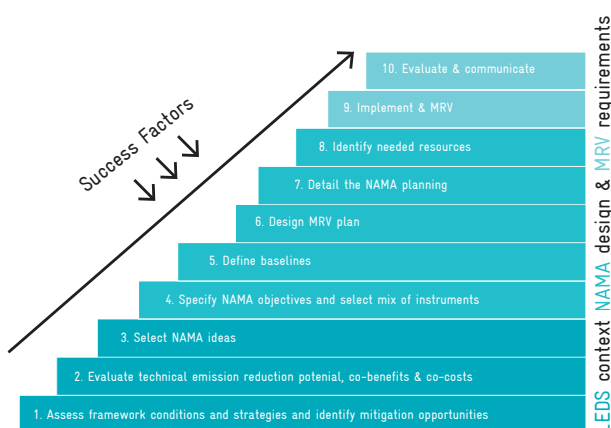 10. Evaluate & communicate
9. Implement & MRV
8. Identify needed resources
7. Detail the NAMA planning
6. Design MRV plan
5. Define baselines
4. Specify NAMA objectives and select mix of instruments
3. Select NAMA ideas
2. Evaluate technical emission reduction potenial, co-benefits & co-costs
1. Assess framework conditions and strategies and identify mitigation opportunities
Success Factors
LEDS context NAMA design & MRV requirements